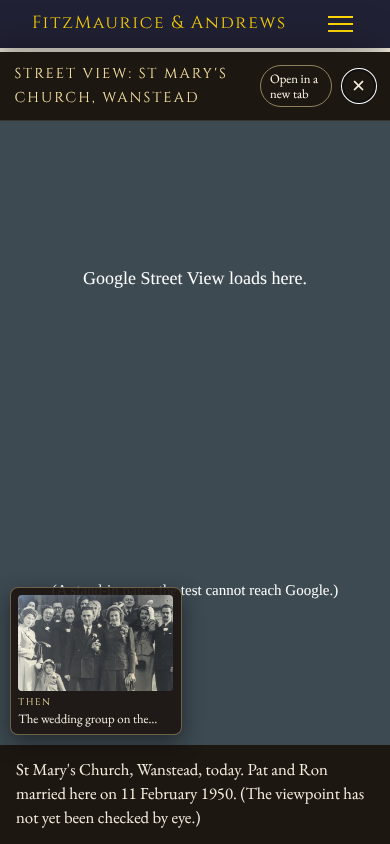 FitzMaurice & Andrews
STREET VIEW: ST MARY'S
CHURCH, WANSTEAD
Open in a
new tab
✕
Google Street View loads here.
test cannot reach Google.)
THEN
The wedding group on the...
St Mary's Church, Wanstead, today. Pat and Ron
married here on 11 February 1950. (The viewpoint has
not yet been checked by eye.)